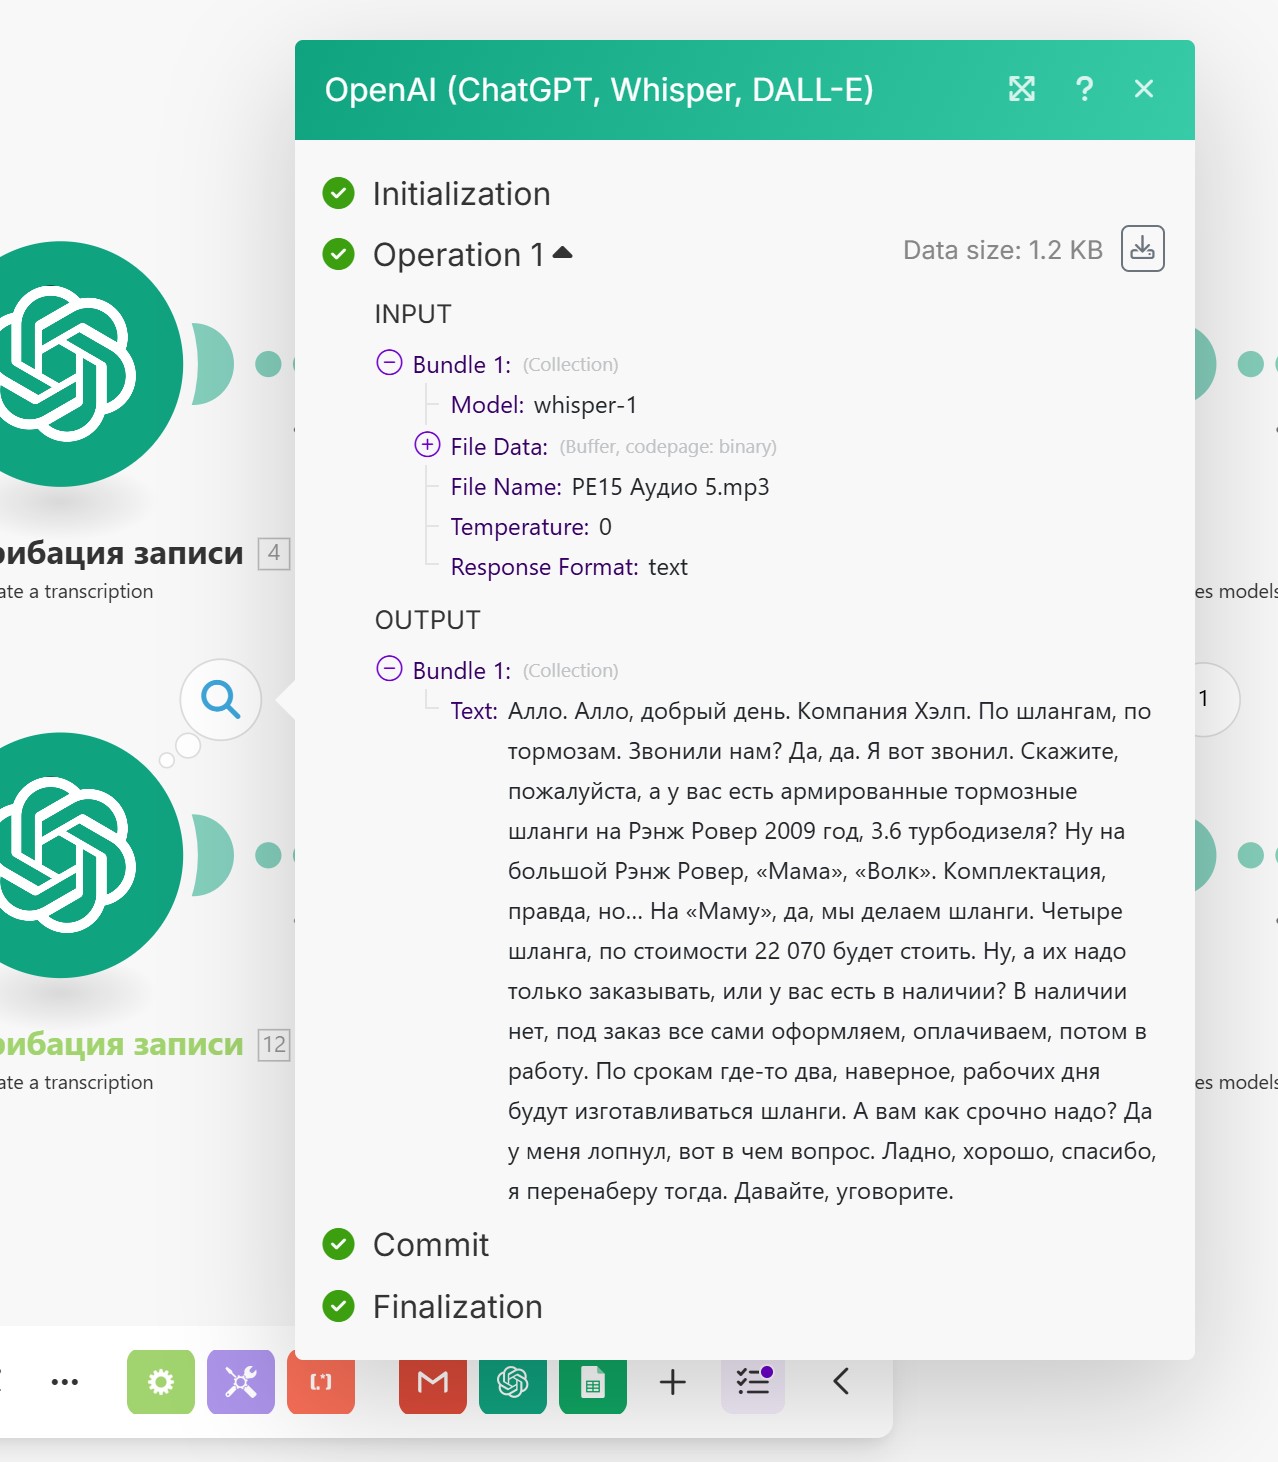 OpenAI (ChatGPT, Whisper, DALL-E)
?
Initialization
Operation 1
Data size: 1.2 KB
INPUT
Bundle 1: (Collection)
Model: whisper-1
File Data: (Buffer, codepage: binary)
File Name: PE15 Аудио 5.mp3
Temperature: 0
Response Format: text
OUTPUT
Bundle 1: (Collection)
Text: Алло. Алло, добрый день. Компания Хэлп. По шлангам, по
тормозам. Звонили нам? Да, да. Я вот звонил. Скажите,
пожалуйста, а у вас есть армированные тормозные
шланги на Рэнж Ровер 2009 год, 3.6 турбодизеля? Ну на
большой Рэнж Ровер, «Мама», «Волк». Комплектация,
правда, но... На «Маму», да, мы делаем шланги. Четыре
шланга, по стоимости 22 070 будет стоить. Ну, а их надо
только заказывать, или у вас есть в наличии? В наличии
нет, под заказ все сами оформляем, оплачиваем, потом в
работу. По срокам где-то два, наверное, рабочих дня
будут изготавливаться шланги. А вам как срочно надо? Да
у меня лопнул, вот в чем вопрос. Ладно, хорошо, спасибо,
я перенаберу тогда. Давайте, уговорите.
Commit
Finalization
рибация записи 4
ate a transcription
рибация записи 12
ate a transcription
es models
1
es models